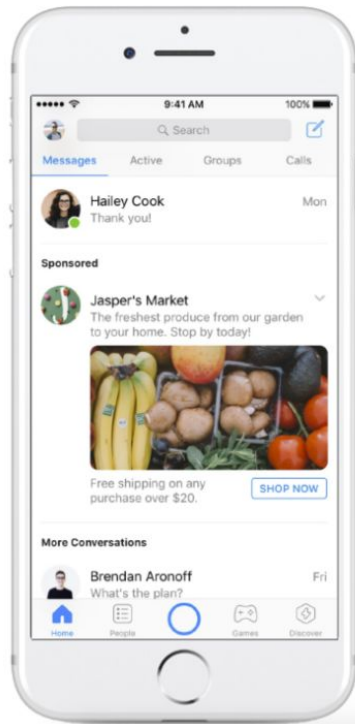 9:41 AM
100%
Search
Messages Active Groups Calls
Hailey Cook Mon
Thank you!
Sponsored
Jasper's Market
The freshest produce from our garden
to your home. Stop by today!
Free shipping on any
purchase over $20.
SHOP NOW
More Conversations
Brendan Aronoff Fri
What's the plan?
Home People Games Discover